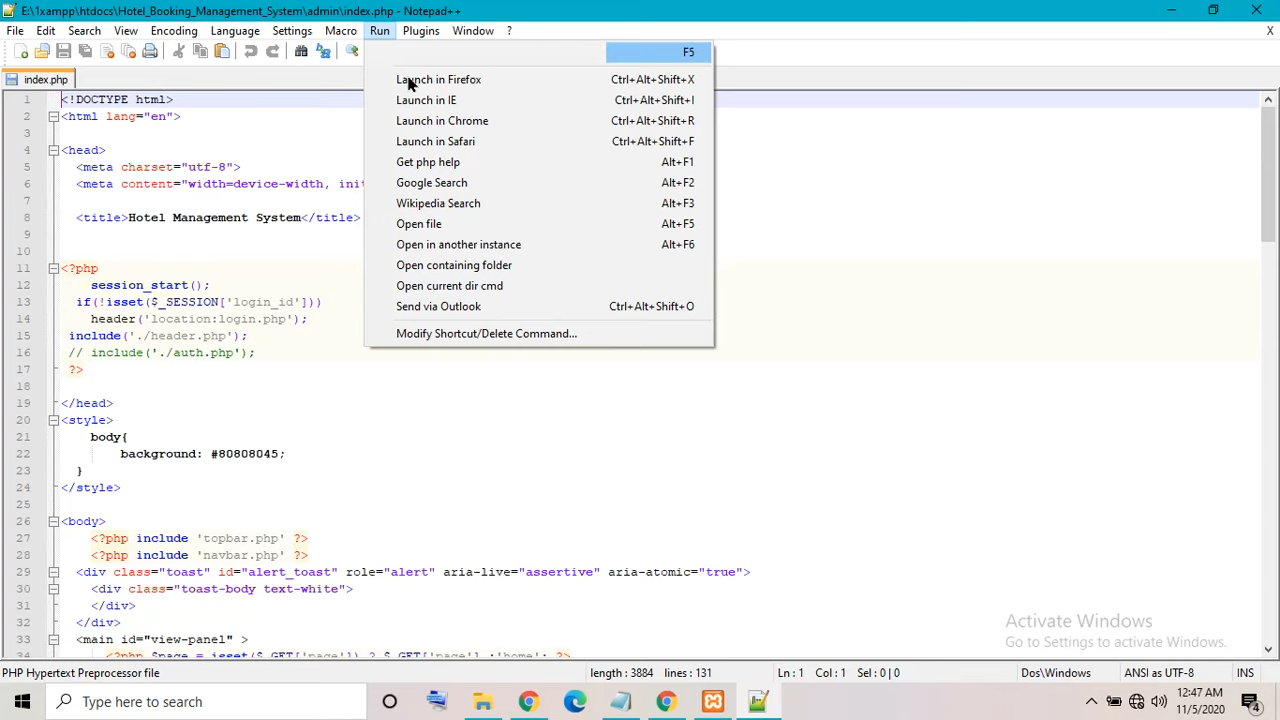 E:\1xampp\htdocs\Hotel_Booking_Management_System\admin\index.php - Notepad++
File Edit Search View Encoding Language Settings Macro Run Plugins Window ? X
index.php
F5
Launch in Firefox Ctrl+Alt+Shift+X
Launch in IE Ctrl+Alt+Shift+I
Launch in Chrome Ctrl+Alt+Shift+R
Launch in Safari Ctrl+Alt+Shift+F
Get php help Alt+F1
Google Search Alt+F2
Wikipedia Search Alt+F3
Open file Alt+F5
Open in another instance Alt+F6
Open containing folder
Open current dir cmd
Send via Outlook Ctrl+Alt+Shift+O
Modify Shortcut/Delete Command...
1 <!DOCTYPE html>
2 <html lang="en">
3
4 <head>
5 <meta charset="utf-8">
6 <meta content="width=device-width, init
7
8 <title>Hotel Management System</title>
9
10
11 <?php
12 session_start();
13 if(!isset($_SESSION['login_id']))
14 header('location:login.php');
15 include('./header.php');
16 // include('./auth.php');
17 ?>
18
19 </head>
20 <style>
21 body{
22 background: #80808045;
23 }
24 </style>
25
26 <body>
27 <?php include 'topbar.php' ?>
28 <?php include 'navbar.php' ?>
29 <div class="toast" id="alert_toast" role="alert" aria-live="assertive" aria-atomic="true">
30 <div class="toast-body text-white">
31 </div>
32 </div>
33 <main id="view-panel" >
34 <?php $page = isset($_GET['page']) ? $_GET['page'] :'home'; ?>
Activate Windows
Go to Settings to activate Windows.
PHP Hypertext Preprocessor file length : 3884 lines : 131 Ln : 1 Col : 1 Sel : 0 | 0 Dos\Windows ANSI as UTF-8 INS
Type here to search
12:47 AM
11/5/2020
4